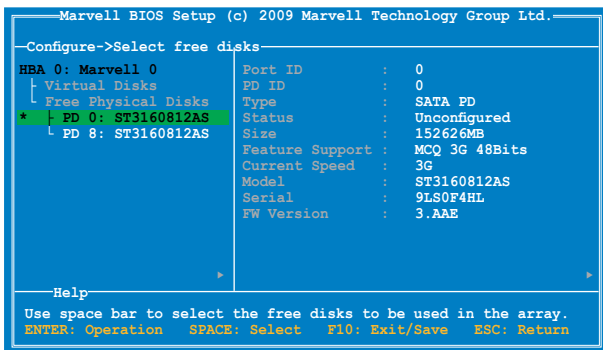 Marvell BIOS Setup (c) 2009 Marvell Technology Group Ltd.
Configure->Select free disks
HBA 0: Marvell 0
Virtual Disks
Free Physical Disks
* PD 0: ST3160812AS
PD 8: ST3160812AS
Port ID : 0
PD ID : 0
Type : SATA PD
Status : Unconfigured
Size : 152626MB
Feature Support : MCQ 3G 48Bits
Current Speed : 3G
Model : ST3160812AS
Serial : 9LS0F4HL
FW Version : 3.AAE
Help
Use space bar to select the free disks to be used in the array.
ENTER: Operation SPACE: Select F10: Exit/Save ESC: Return